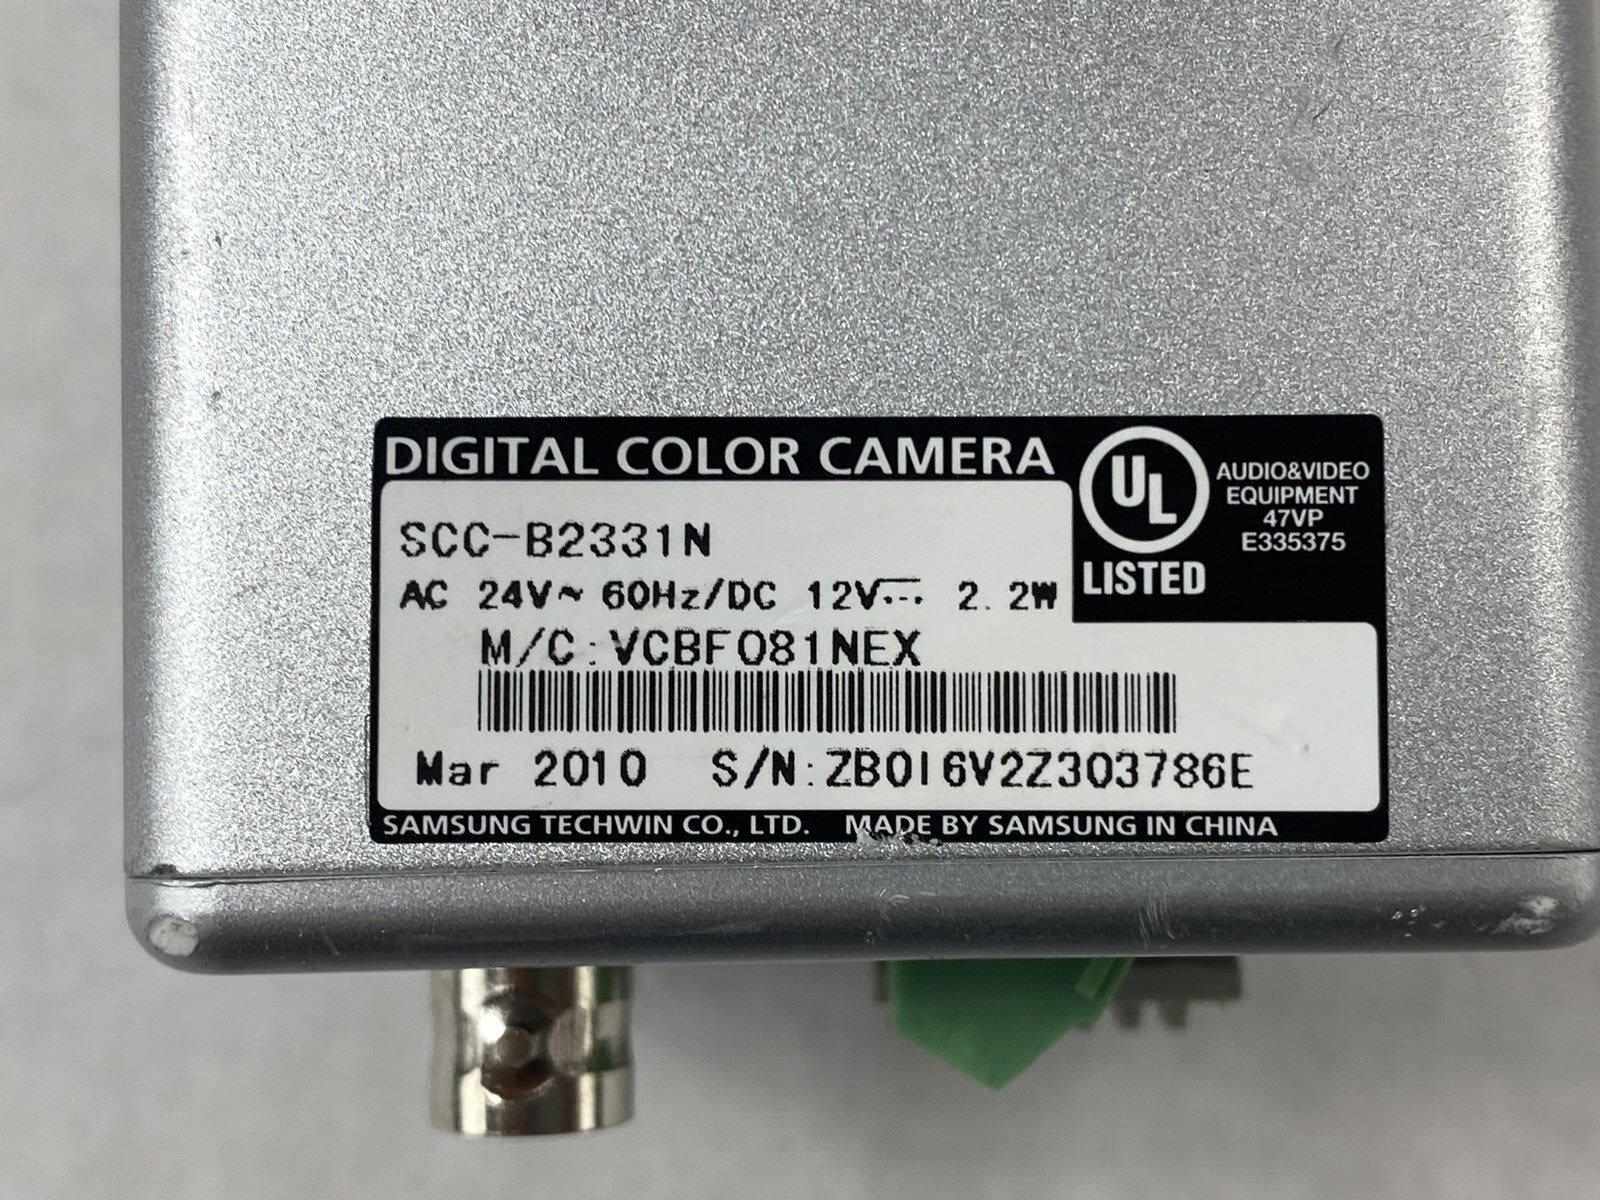 DIGITAL COLOR CAMERA
UL
LISTED
AUDIO&VIDEO
EQUIPMENT
47VP
E335375
SCC-B2331N
AC 24V~ 60Hz/DC 12V⎓ 2.2W
M/C:VCBF081NEX
Mar 2010 S/N:ZB0I6V2Z303786E
SAMSUNG TECHWIN CO., LTD. MADE BY SAMSUNG IN CHINA